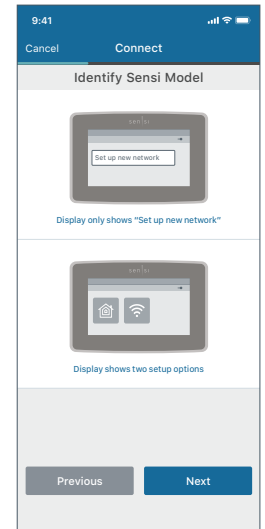 9:41
Cancel Connect
Identify Sensi Model
sensi
Set up new network
Display only shows “Set up new network”
sensi
Display shows two setup options
Previous Next